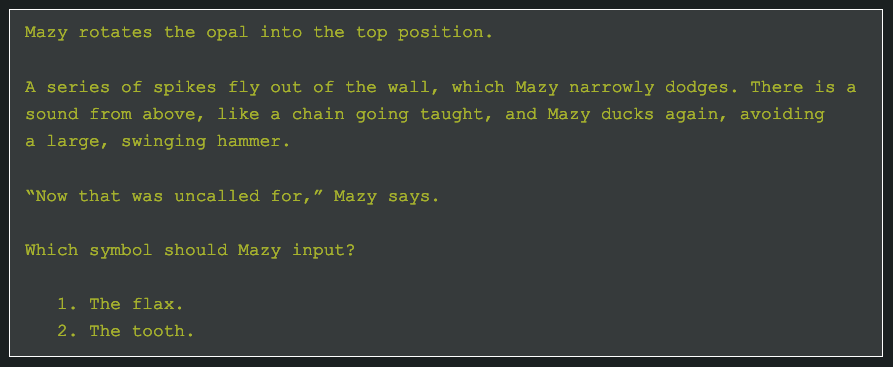 Mazy rotates the opal into the top position.
A series of spikes fly out of the wall, which Mazy narrowly dodges. There is a
sound from above, like a chain going taught, and Mazy ducks again, avoiding
a large, swinging hammer.
“Now that was uncalled for,” Mazy says.
Which symbol should Mazy input?
1. The flax.
2. The tooth.